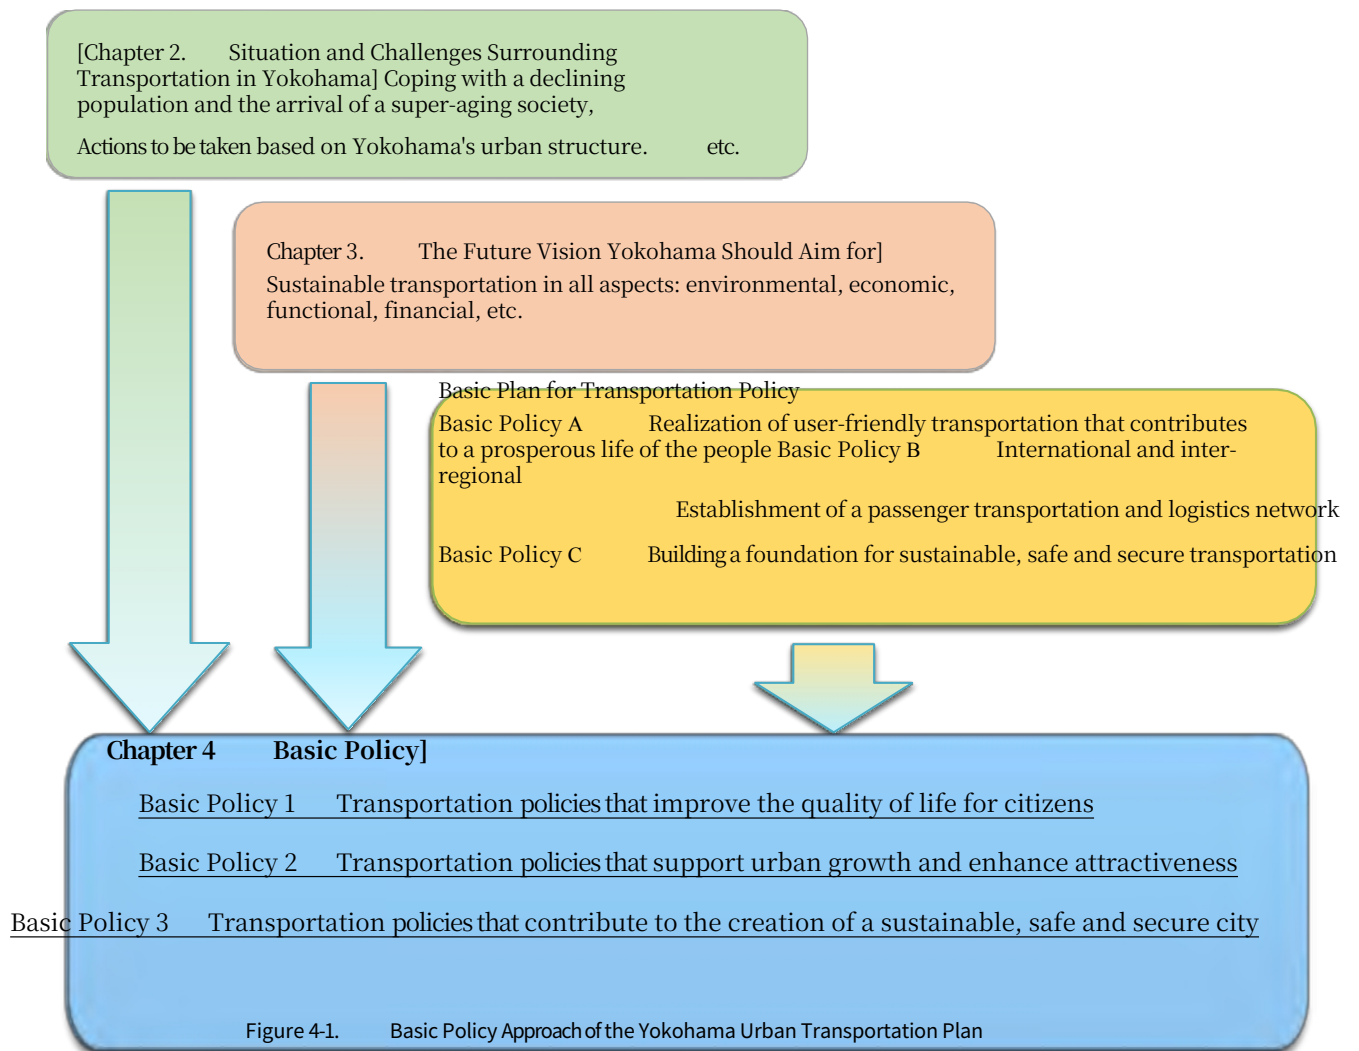 [Chapter 2. Situation and Challenges Surrounding
Transportation in Yokohama] Coping with a declining
population and the arrival of a super-aging society,
Actions to be taken based on Yokohama's urban structure. etc.
Chapter 3. The Future Vision Yokohama Should Aim for]
Sustainable transportation in all aspects: environmental, economic,
functional, financial, etc.
Basic Plan for Transportation Policy
Basic Policy A Realization of user-friendly transportation that contributes
to a prosperous life of the people Basic Policy B International and inter-
regional
Establishment of a passenger transportation and logistics network
Basic Policy C Building a foundation for sustainable, safe and secure transportation
Chapter 4 Basic Policy]
Basic Policy 1 Transportation policies that improve the quality of life for citizens
Basic Policy 2 Transportation policies that support urban growth and enhance attractiveness
Basic Policy 3 Transportation policies that contribute to the creation of a sustainable, safe and secure city
Figure 4-1. Basic Policy Approach of the Yokohama Urban Transportation Plan